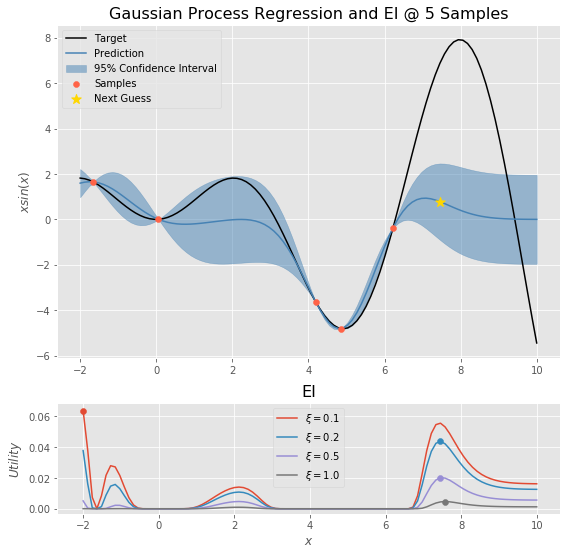 Gaussian Process Regression and EI @ 5 Samples
Target
Prediction
95% Confidence Interval
Samples
Next Guess
8
6
4
2
0
−2
−4
−6
xsin(x)
−2 0 2 4 6 8 10
EI
ξ = 0.1
ξ = 0.2
ξ = 0.5
ξ = 1.0
0.06
0.04
0.02
0.00
Utility
−2 0 2 4 6 8 10
x